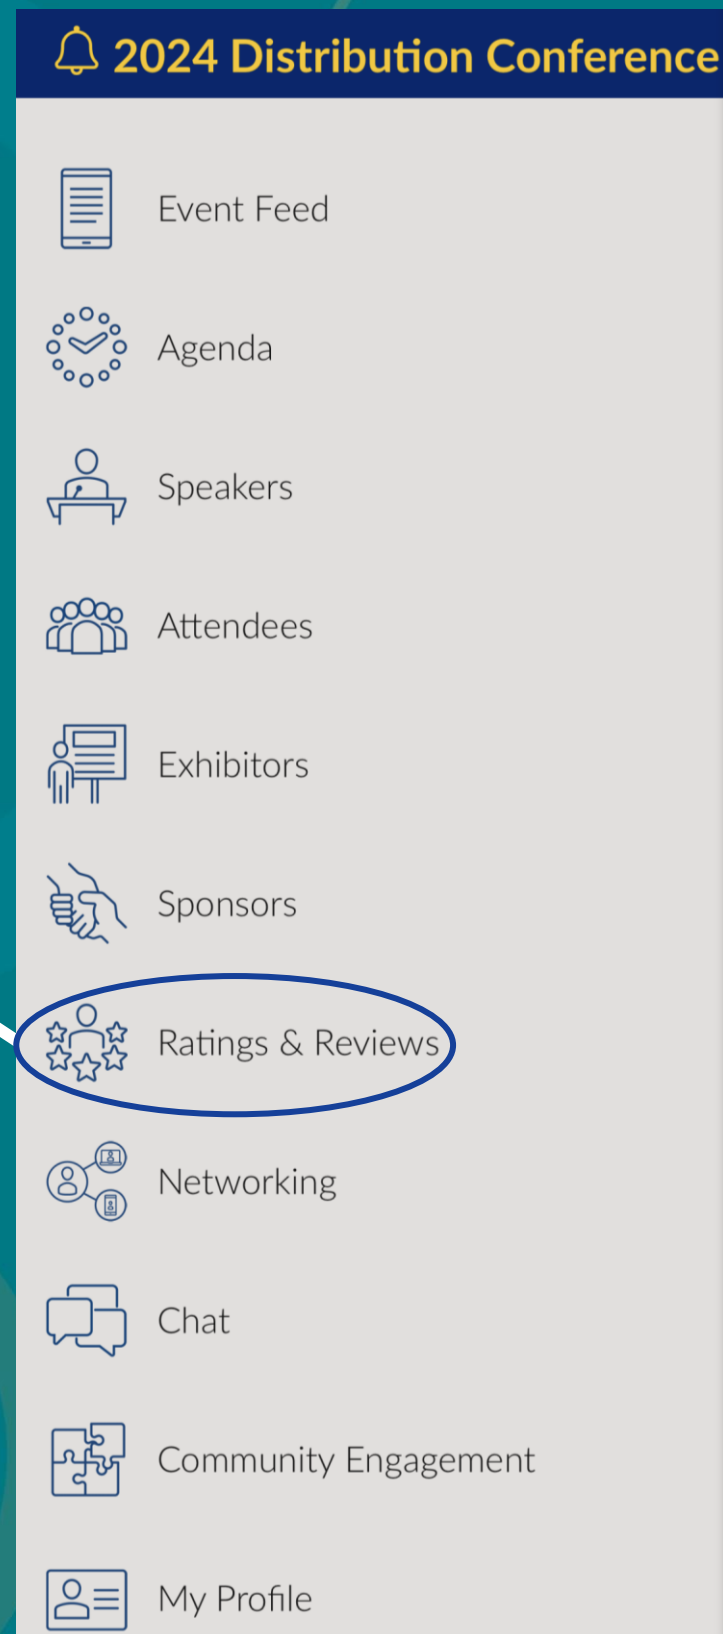 2024 Distribution Conference
Event Feed
Agenda
Speakers
Attendees
Exhibitors
Sponsors
Ratings & Reviews
Networking
Chat
Community Engagement
My Profile